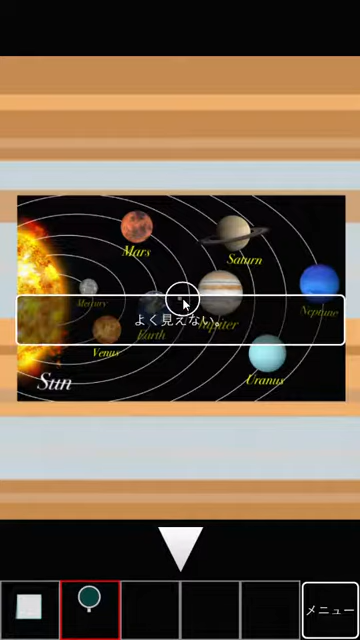 Mars
Saturn
Mercury
Neptune
よく見えない。
Jupiter
Earth
Venus
Uranus
Sun
メニュー